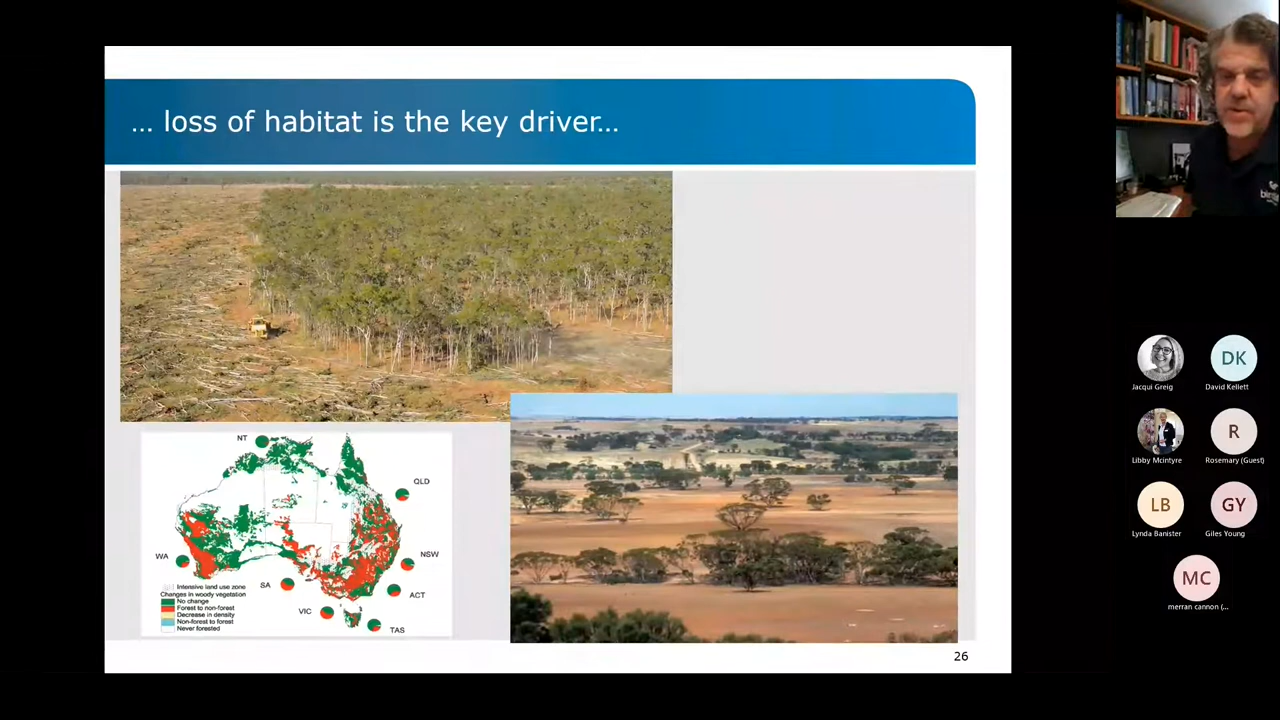 ... loss of habitat is the key driver...
NT
QLD
WA
NSW
SA
ACT
VIC
TAS
Intensive land use zone
Changes in woody vegetation
No change
Forest to non-forest
Decrease in density
Non-forest to forest
Never forested
26
Jacqui Greig
DK
David Kellett
Libby Mcintyre
R
Rosemary (Guest)
LB
Lynda Banister
GY
Giles Young
MC
merran cannon (...